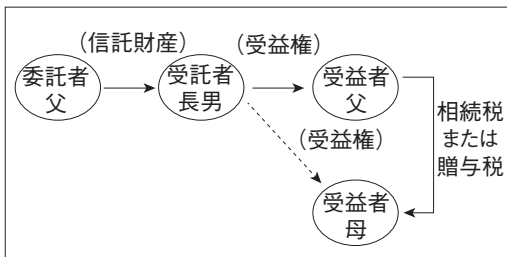 (信託財産)
(受益権)
委託者
父
受託者
長男
受益者
父
(受益権)
相続税
または
贈与税
受益者
母